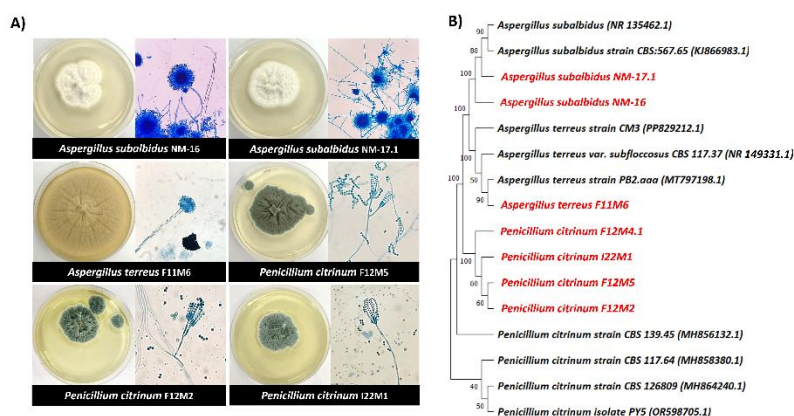 A)
Aspergillus subalbidus NM-16
Aspergillus subalbidus NM-17.1
Aspergillus terreus F11M6
Penicillium citrinum F12M5
Penicillium citrinum F12M2
Penicillium citrinum I22M1
B)
Aspergillus subalbidus (NR 135462.1)
90
Aspergillus subalbidus strain CBS:567.65 (KJ866983.1)
80
Aspergillus subalbidus NM-17.1
100
Aspergillus subalbidus NM-16
100
Aspergillus terreus strain CM3 (PP829212.1)
Aspergillus terreus var. subfloccosus CBS 117.37 (NR 149331.1)
100
Aspergillus terreus strain PB2.aaa (MT797198.1)
100
50
Aspergillus terreus F11M6
90
Penicillium citrinum F12M4.1
Penicillium citrinum I22M1
100
Penicillium citrinum F12M5
60
Penicillium citrinum F12M2
60
Penicillium citrinum strain CBS 139.45 (MH856132.1)
Penicillium citrinum strain CBS 117.64 (MH858380.1)
Penicillium citrinum strain CBS 126809 (MH864240.1)
40
Penicillium citrinum isolate PY5 (OR598705.1)
50